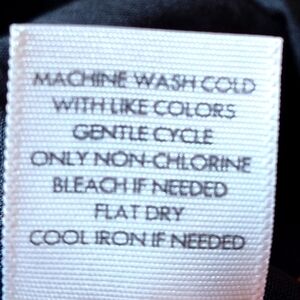 MACHINE WASH COLD
WITH LIKE COLORS
GENTLE CYCLE
ONLY NON-CHLORINE
BLEACH IF NEEDED
FLAT DRY
COOL IRON IF NEEDED